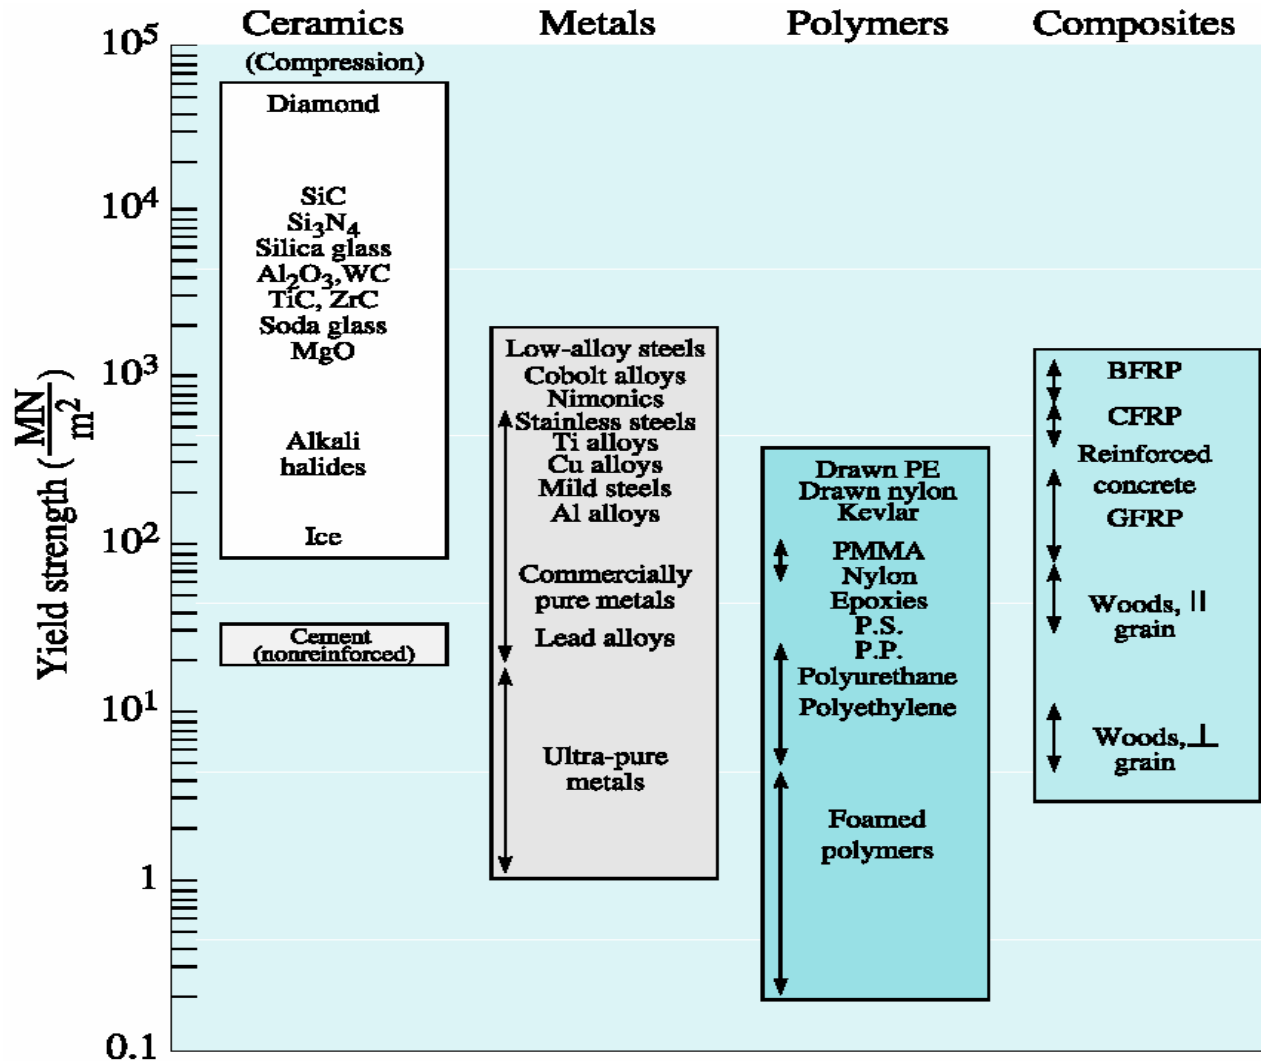 Ceramics Metals Polymers Composites
10^5
10^4
10^3
10^2
10^1
1
0.1
Yield strength (MN/m^2)
(Compression)
Diamond
SiC
Si3N4
Silica glass
Al2O3,WC
TiC, ZrC
Soda glass
MgO
Alkali
halides
Ice
Cement
(nonreinforced)
Low-alloy steels
Cobolt alloys
Nimonics
Stainless steels
Ti alloys
Cu alloys
Mild steels
Al alloys
Commercially
pure metals
Lead alloys
Ultra-pure
metals
Drawn PE
Drawn nylon
Kevlar
PMMA
Nylon
Epoxies
P.S.
P.P.
Polyurethane
Polyethylene
Foamed
polymers
BFRP
CFRP
Reinforced
concrete
GFRP
Woods, ||
grain
Woods,⊥
grain